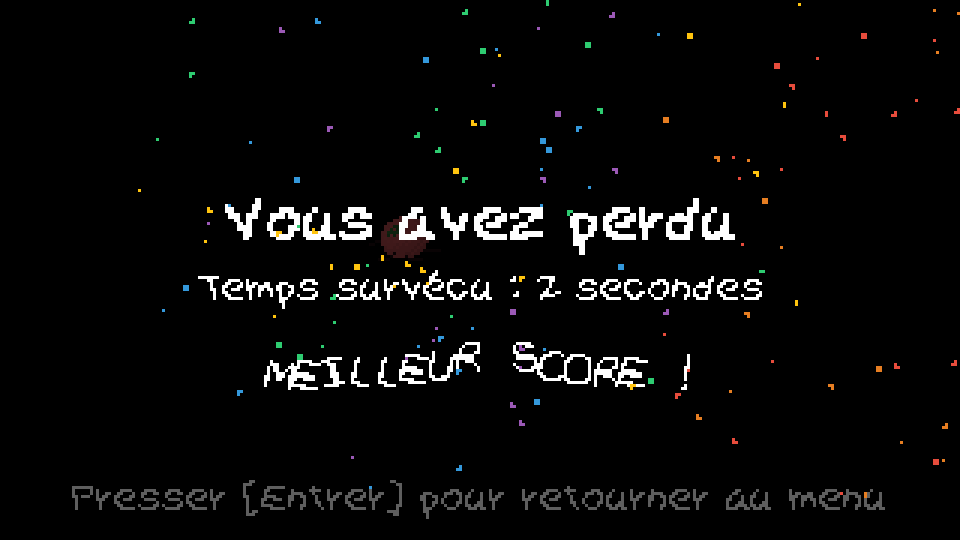 Vous avez perdu
Temps survécu : 2 secondes
MEILLEUR SCORE !
Presser [Entrer] pour retourner au menu